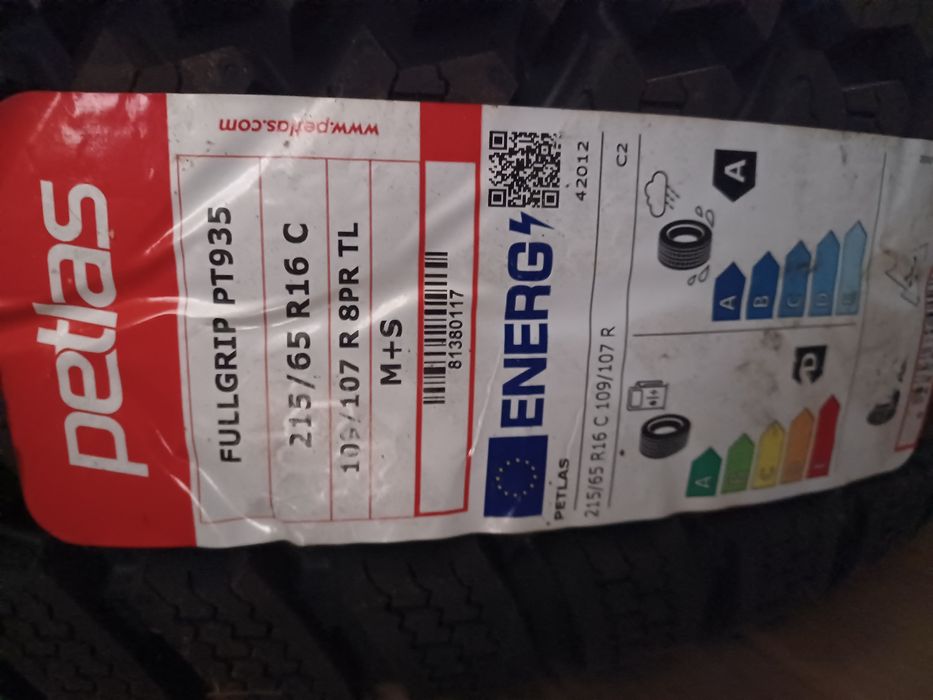 petlas
www.petlas.com
FULLGRIP PT935
215/65 R16 C
109/107 R 8PR TL
M+S
81380117
ENERG
PETLAS
42012
215/65 R16 C 109/107 R
C2
A
B
C
D
E
D
A
B
C
D
E
A